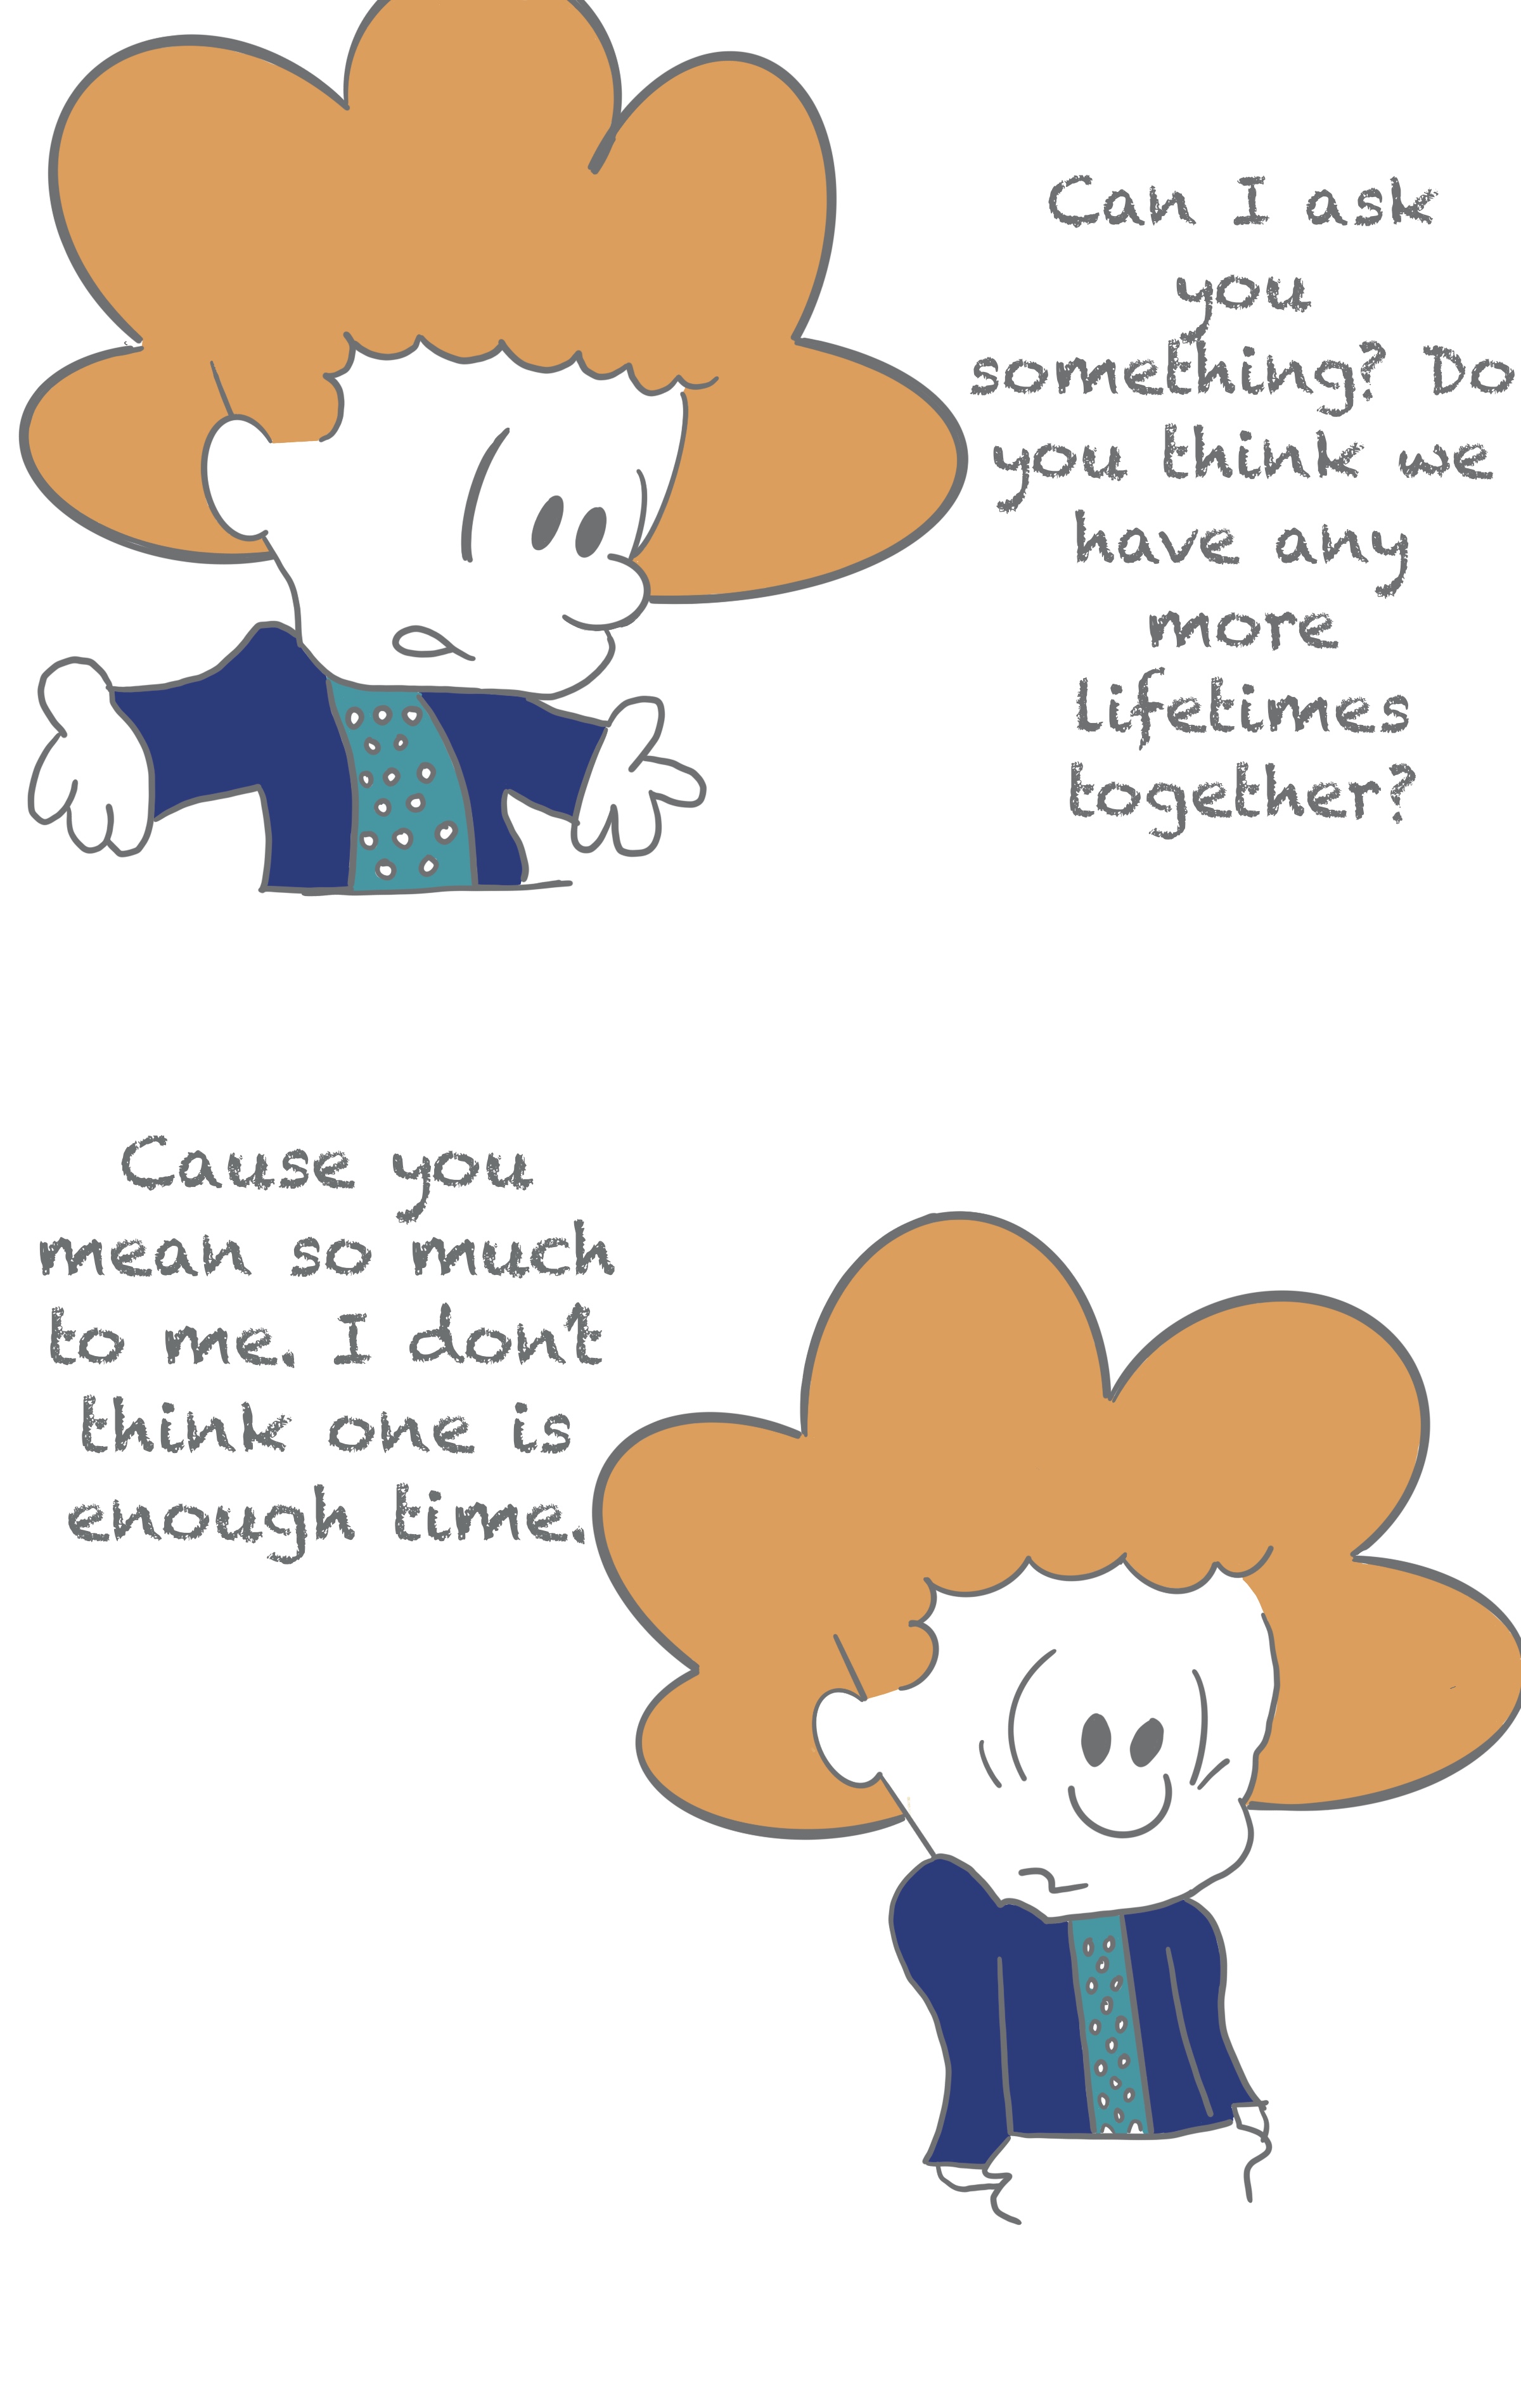 Can I ask
you
something? Do
you think we
have any
more
lifetimes
together?
Cause you
mean so much
to me. I don't
think one is
enough time.